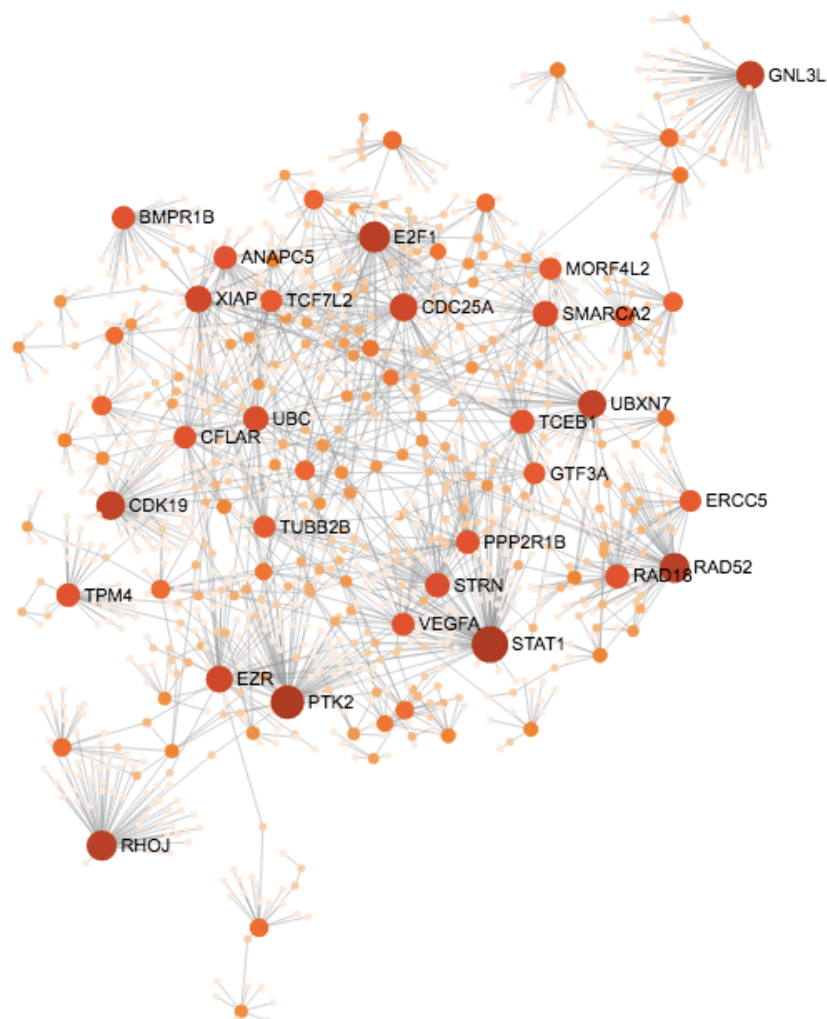 GNL3L
BMPR1B
E2F1
ANAPC5
MORF4L2
XIAP
TCF7L2
CDC25A
SMARCA2
UBXN7
UBC
TCEB1
CFLAR
GTF3A
ERCC5
CDK19
TUBB2B
PPP2R1B
RAD52
RAD18
STRN
TPM4
VEGFA
STAT1
EZR
PTK2
RHOJ